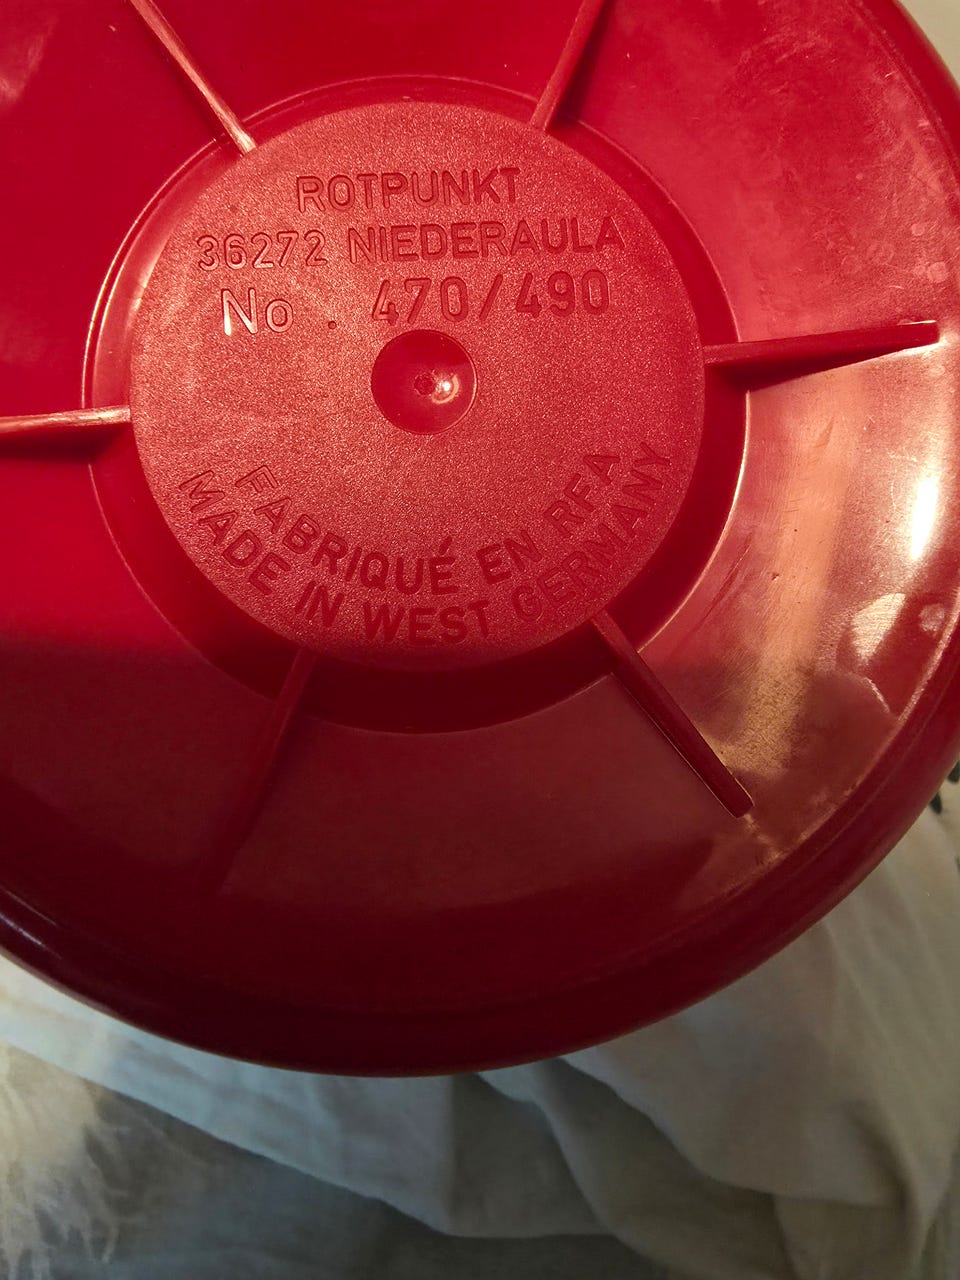 ROTPUNKT
36272 NIEDERAULA
No . 470/490
FABRIQUÉ EN RFA
MADE IN WEST GERMANY